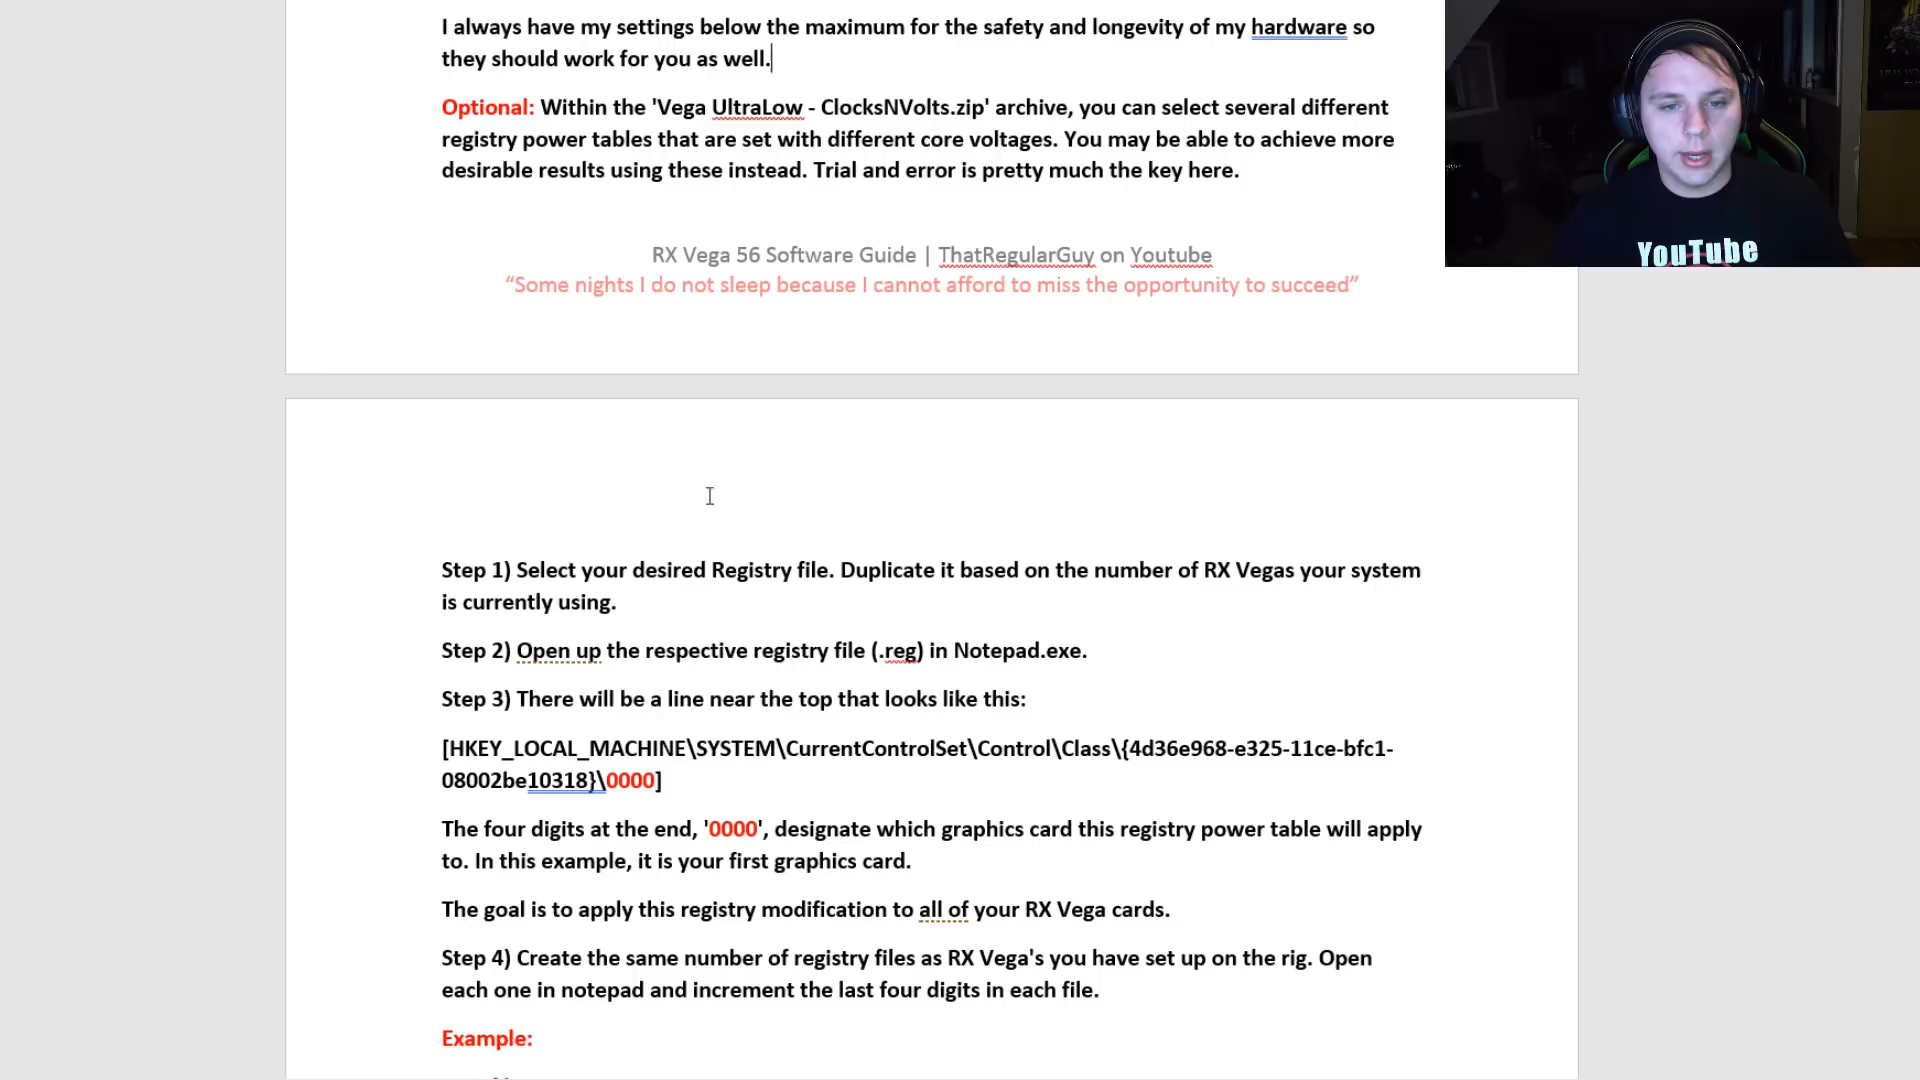 I always have my settings below the maximum for the safety and longevity of my hardware so
they should work for you as well.
Optional: Within the 'Vega UltraLow - ClocksNVolts.zip' archive, you can select several different
registry power tables that are set with different core voltages. You may be able to achieve more
desirable results using these instead. Trial and error is pretty much the key here.
RX Vega 56 Software Guide | ThatRegularGuy on Youtube
“Some nights I do not sleep because I cannot afford to miss the opportunity to succeed”
YouTube
Step 1) Select your desired Registry file. Duplicate it based on the number of RX Vegas your system
is currently using.
Step 2) Open up the respective registry file (.reg) in Notepad.exe.
Step 3) There will be a line near the top that looks like this:
[HKEY_LOCAL_MACHINE\SYSTEM\CurrentControlSet\Control\Class\{4d36e968-e325-11ce-bfc1-
08002be10318}\0000]
The four digits at the end, '0000', designate which graphics card this registry power table will apply
to. In this example, it is your first graphics card.
The goal is to apply this registry modification to all of your RX Vega cards.
Step 4) Create the same number of registry files as RX Vega's you have set up on the rig. Open
each one in notepad and increment the last four digits in each file.
Example: